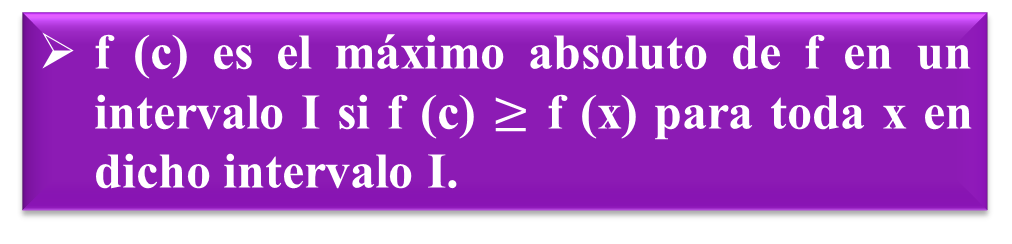 ➢ f (c) es el máximo absoluto de f en un
intervalo I si f (c) ≥ f (x) para toda x en
dicho intervalo I.